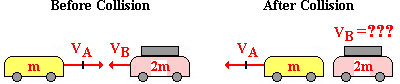 Before Collision
After Collision
VA
VB
m
2m
VA
VB=???
m
2m